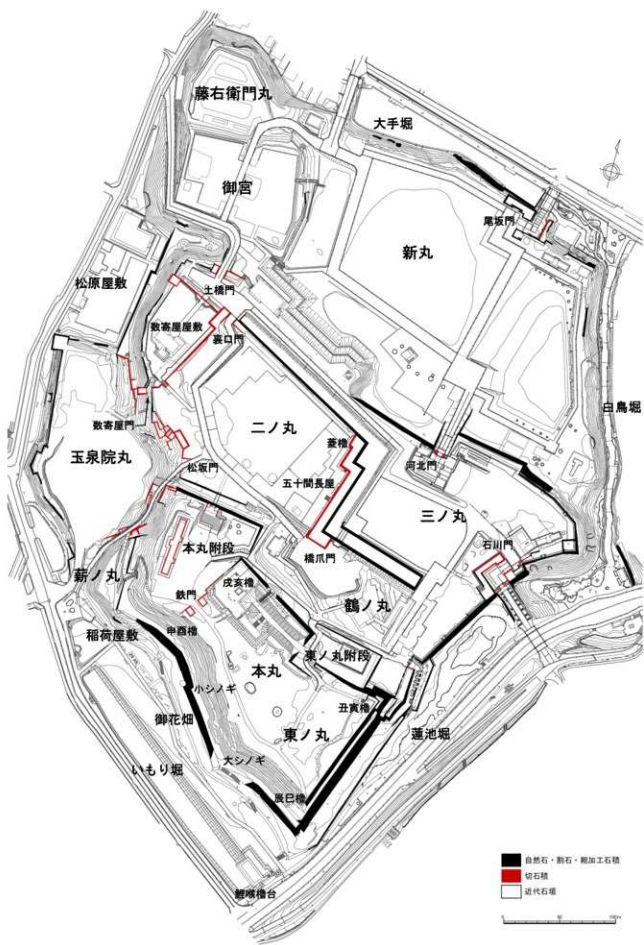 藤右衛門丸
大手堀
御宮
尾坂門
新丸
松原屋敷
土橋門
数寄屋屋敷
裏口門
白鳥堀
数寄屋門
二ノ丸
菱櫓
玉泉院丸
松坂門
河北門
五十間長屋
三ノ丸
本丸附段
橋爪門
石川門
薪ノ丸
戌亥櫓
鶴ノ丸
鉄門
稲荷屋敷
申酉櫓
本丸
東ノ丸附段
小シノギ
丑寅櫓
御花畑
東ノ丸
蓮池堀
大シノギ
いもり堀
辰巳櫓
鯉喉櫓台
自然石・割石・粗加工石積
切石積
近代石垣
0 50 100m